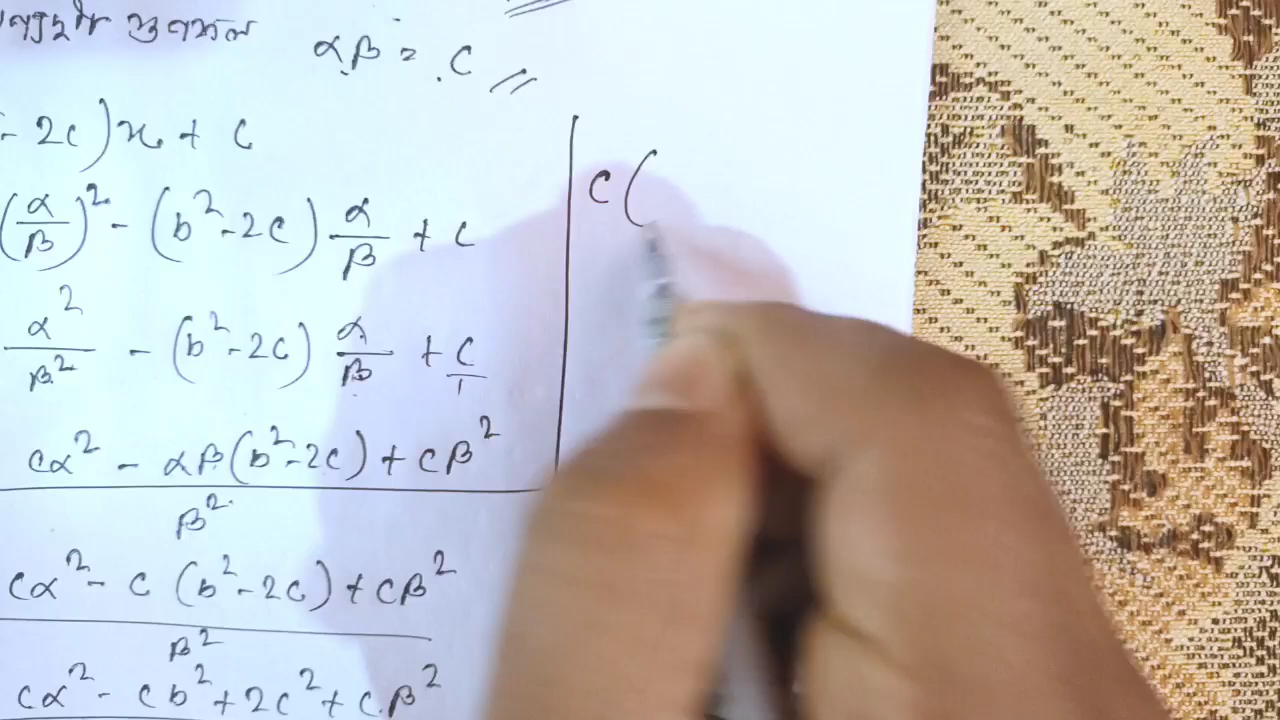 গুণফল αβ = c //
- 2c)x + c
(α/β)² - (b² - 2c) α/β + c
α²/β² - (b² - 2c) α/β + c/1
cα² - αβ(b² - 2c) + cβ²
β²
cα² - c (b² - 2c) + cβ²
β²
cα² - cb² + 2c² + cβ²
c(